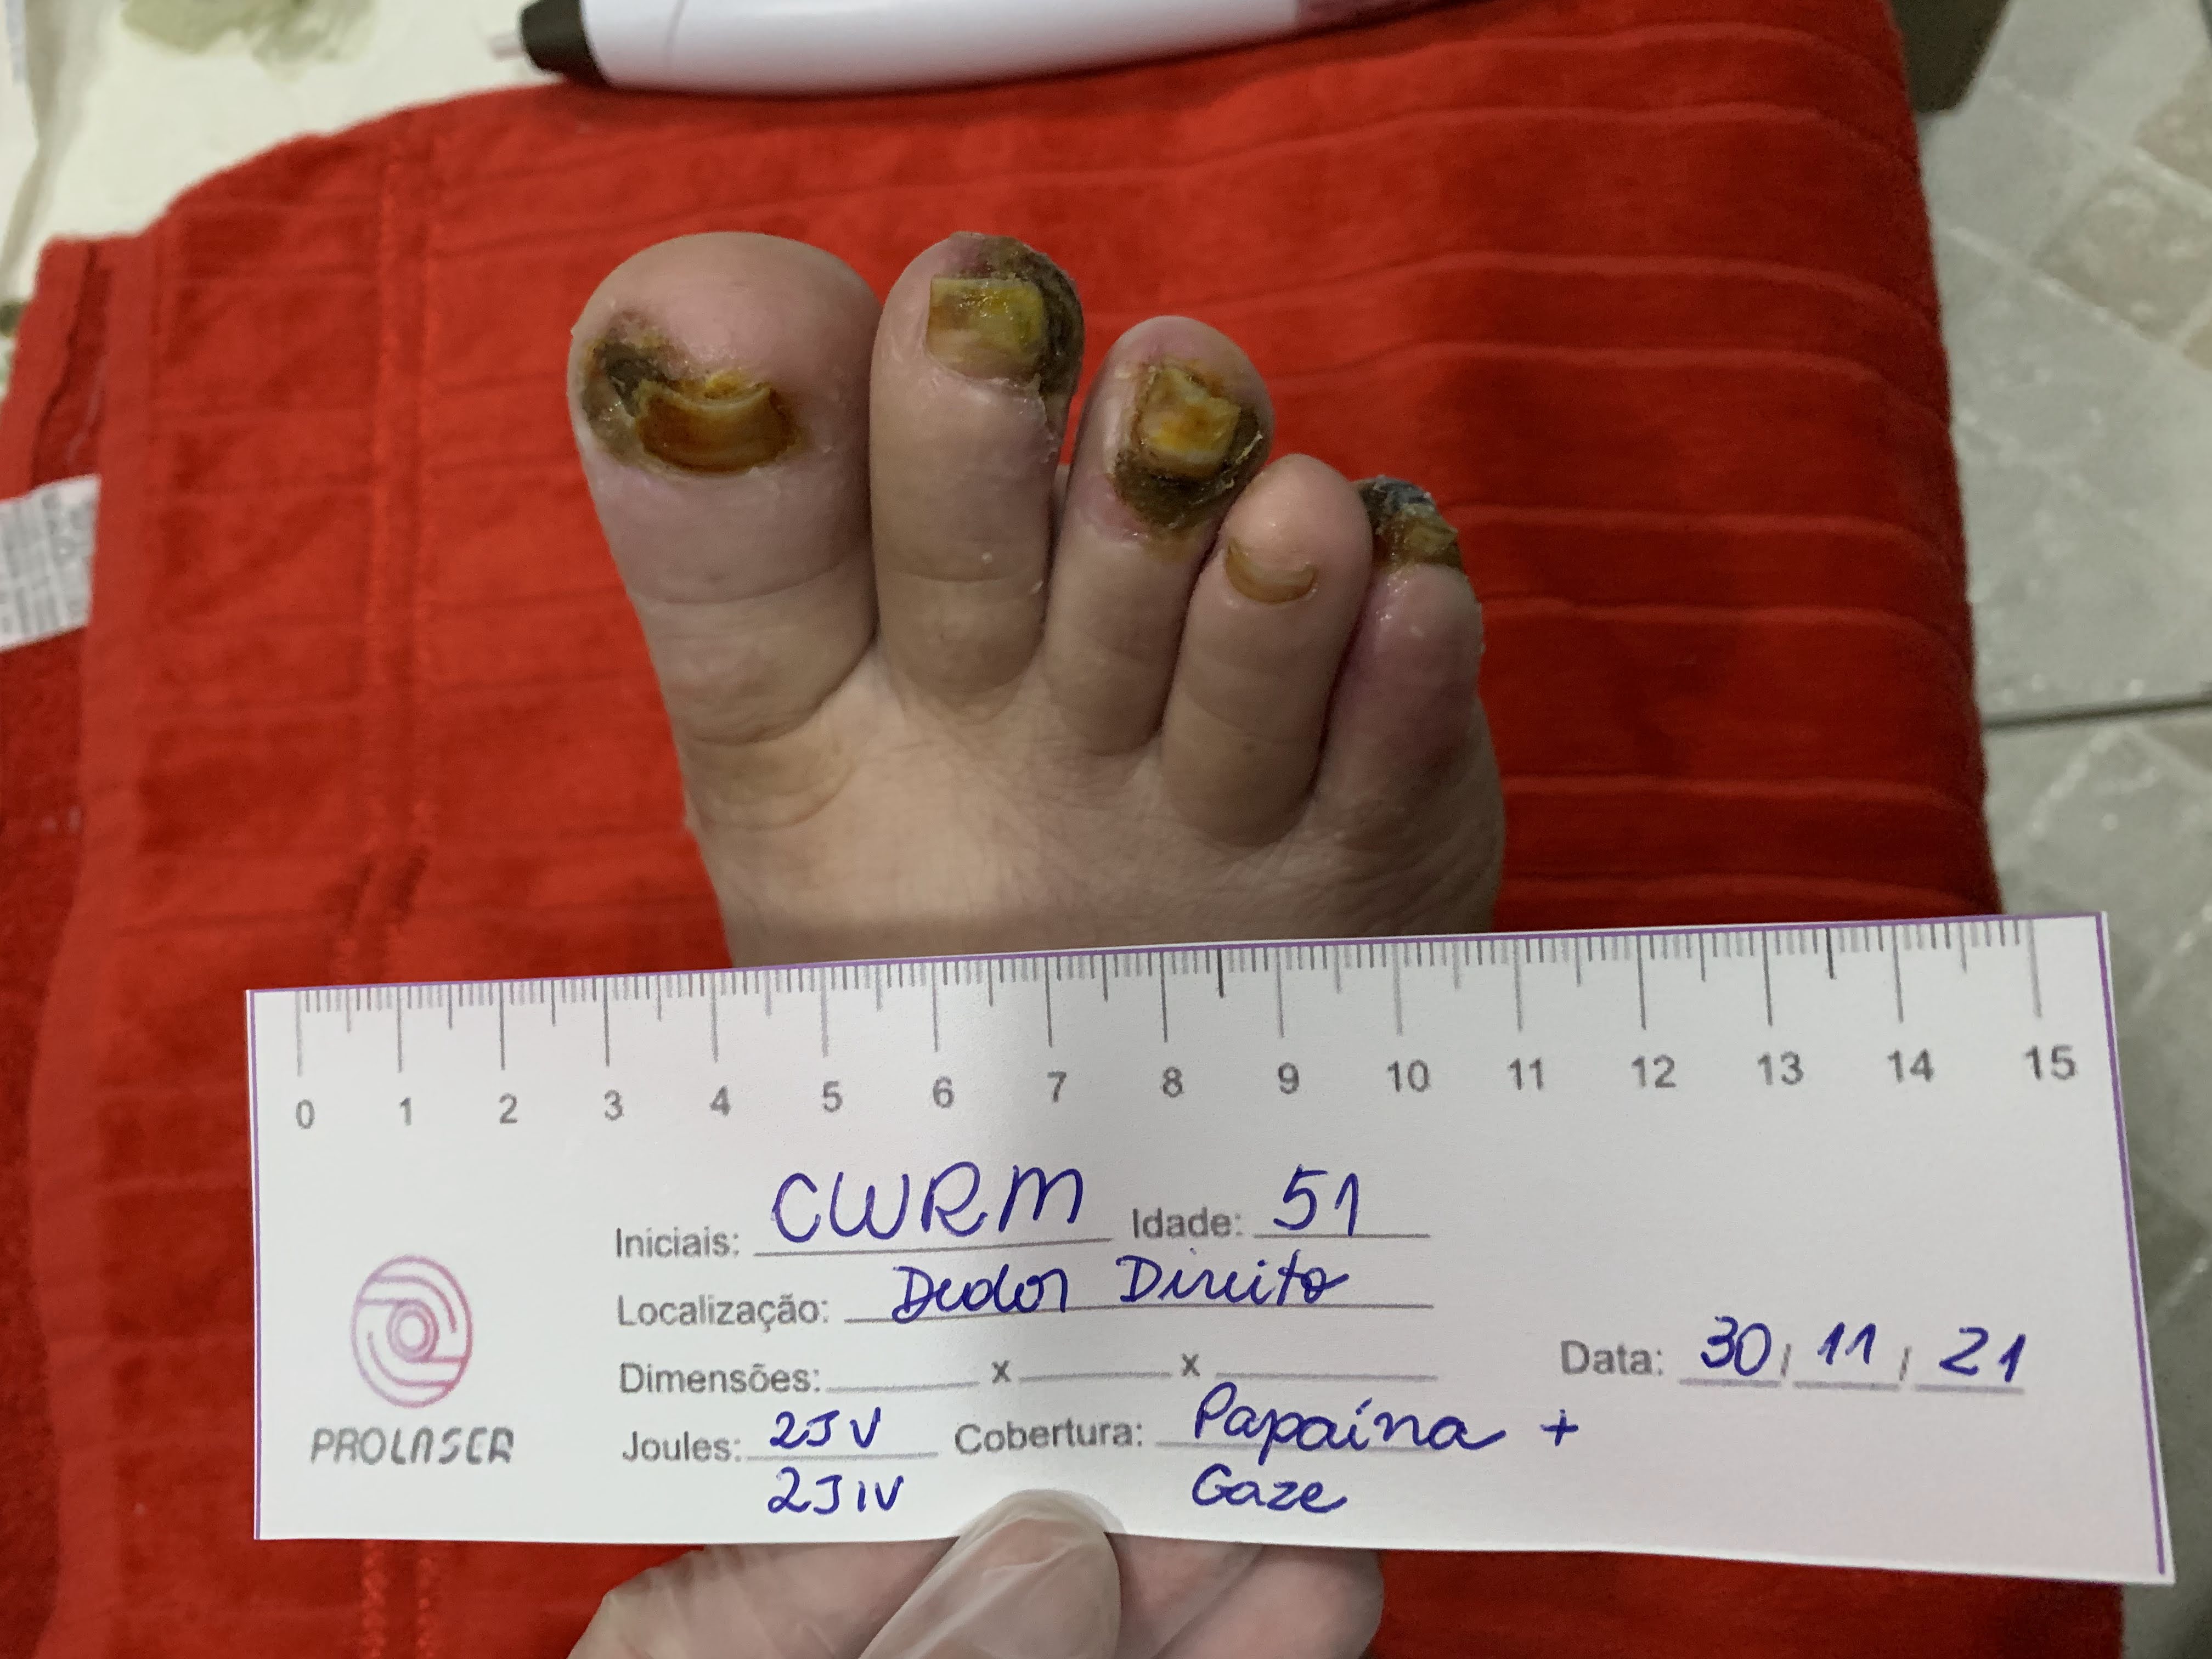 0 1 2 3 4 5 6 7 8 9 10 11 12 13 14 15
Iniciais: CWRM Idade: 51
Localização: Dedos Direito
Dimensões: x x
Data: 30/11/21
Joules: 2J V Cobertura: Papaína +
2J IV Gaze
PROLASER